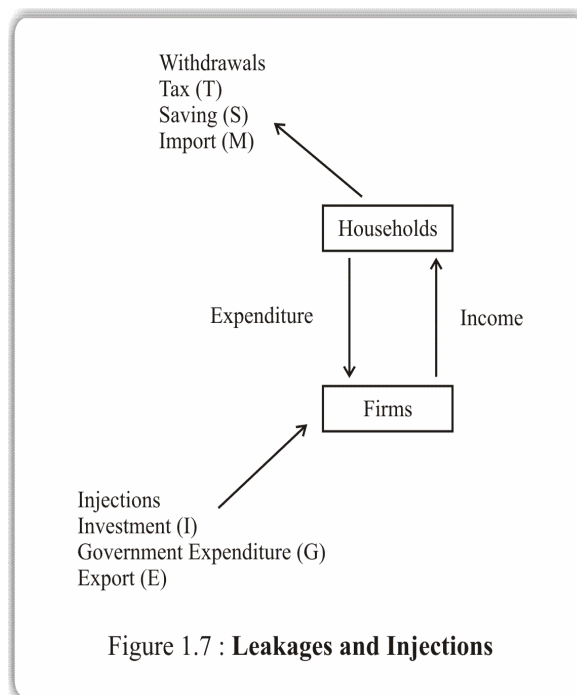 Withdrawals
Tax (T)
Saving (S)
Import (M)
Households
Expenditure
Income
Firms
Injections
Investment (I)
Government Expenditure (G)
Export (E)
Figure 1.7 : Leakages and Injections